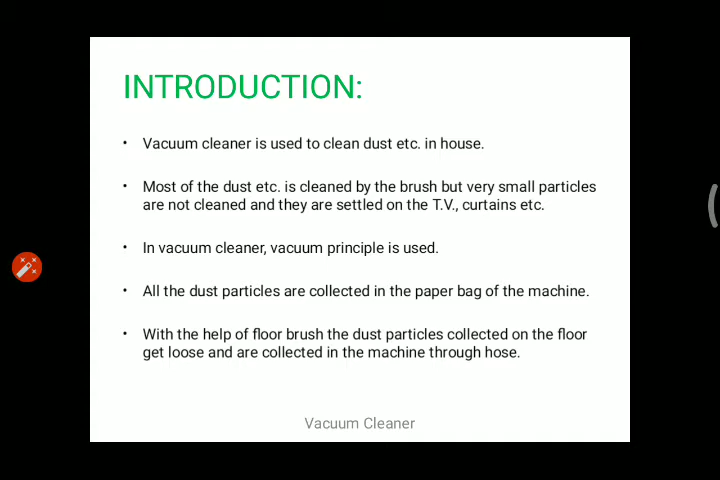 INTRODUCTION:
• Vacuum cleaner is used to clean dust etc. in house.
• Most of the dust etc. is cleaned by the brush but very small particles
are not cleaned and they are settled on the T.V., curtains etc.
• In vacuum cleaner, vacuum principle is used.
• All the dust particles are collected in the paper bag of the machine.
• With the help of floor brush the dust particles collected on the floor
get loose and are collected in the machine through hose.
Vacuum Cleaner